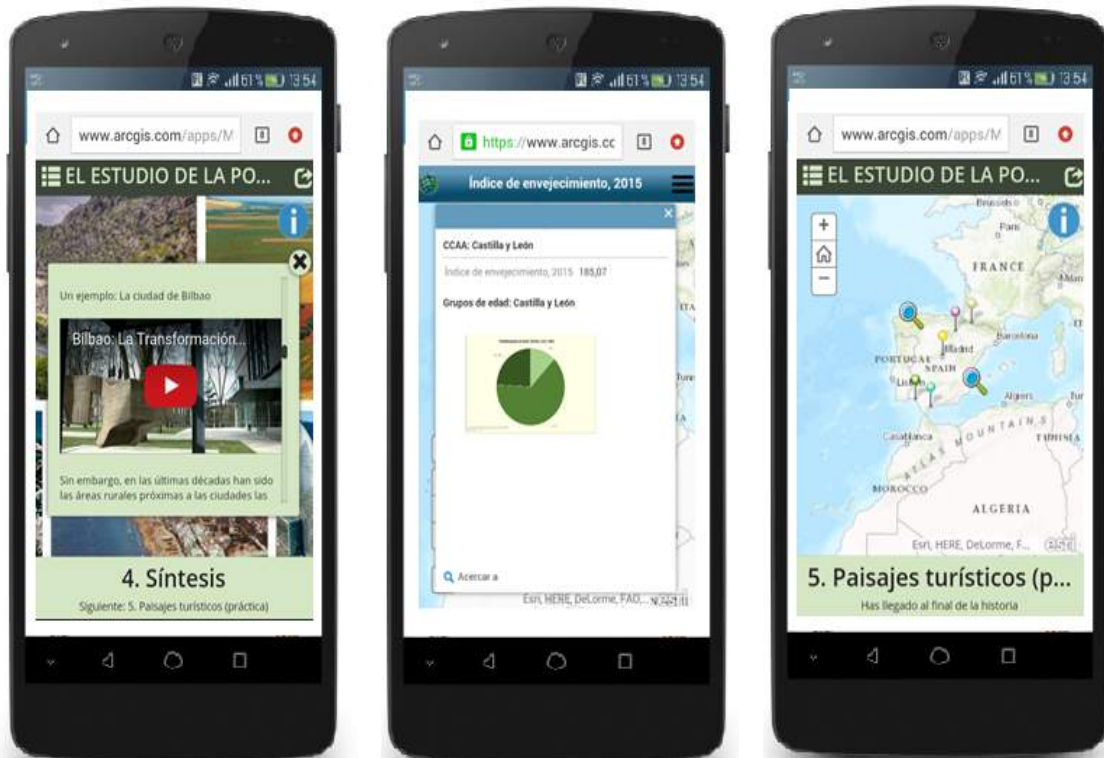 61% 13:54
www.arcgis.com/apps/M
EL ESTUDIO DE LA PO...
Un ejemplo: La ciudad de Bilbao
Bilbao: La Transformación...
Sin embargo, en las últimas décadas han sido
las áreas rurales próximas a las ciudades las
4. Síntesis
Siguiente: 5. Paisajes turísticos (práctica)
61% 13:54
https://www.arcgis.cc
Índice de envejecimiento, 2015
CCAA: Castilla y León
Índice de envejecimiento, 2015 185,07
Grupos de edad: Castilla y León
Acercar a
Esri, HERE, DeLorme, FAO,...
61% 13:54
www.arcgis.com/apps/M
EL ESTUDIO DE LA PO...
Brussels
Paris
FRANCE
Milan
Barcelona
Madrid
PORTUGAL
SPAIN
Algiers
Casablanca
ATLAS MOUNTAINS
TUNISIA
MOROCCO
ALGERIA
Esri, HERE, DeLorme, F...
esri
5. Paisajes turísticos (p...
Has llegado al final de la historia